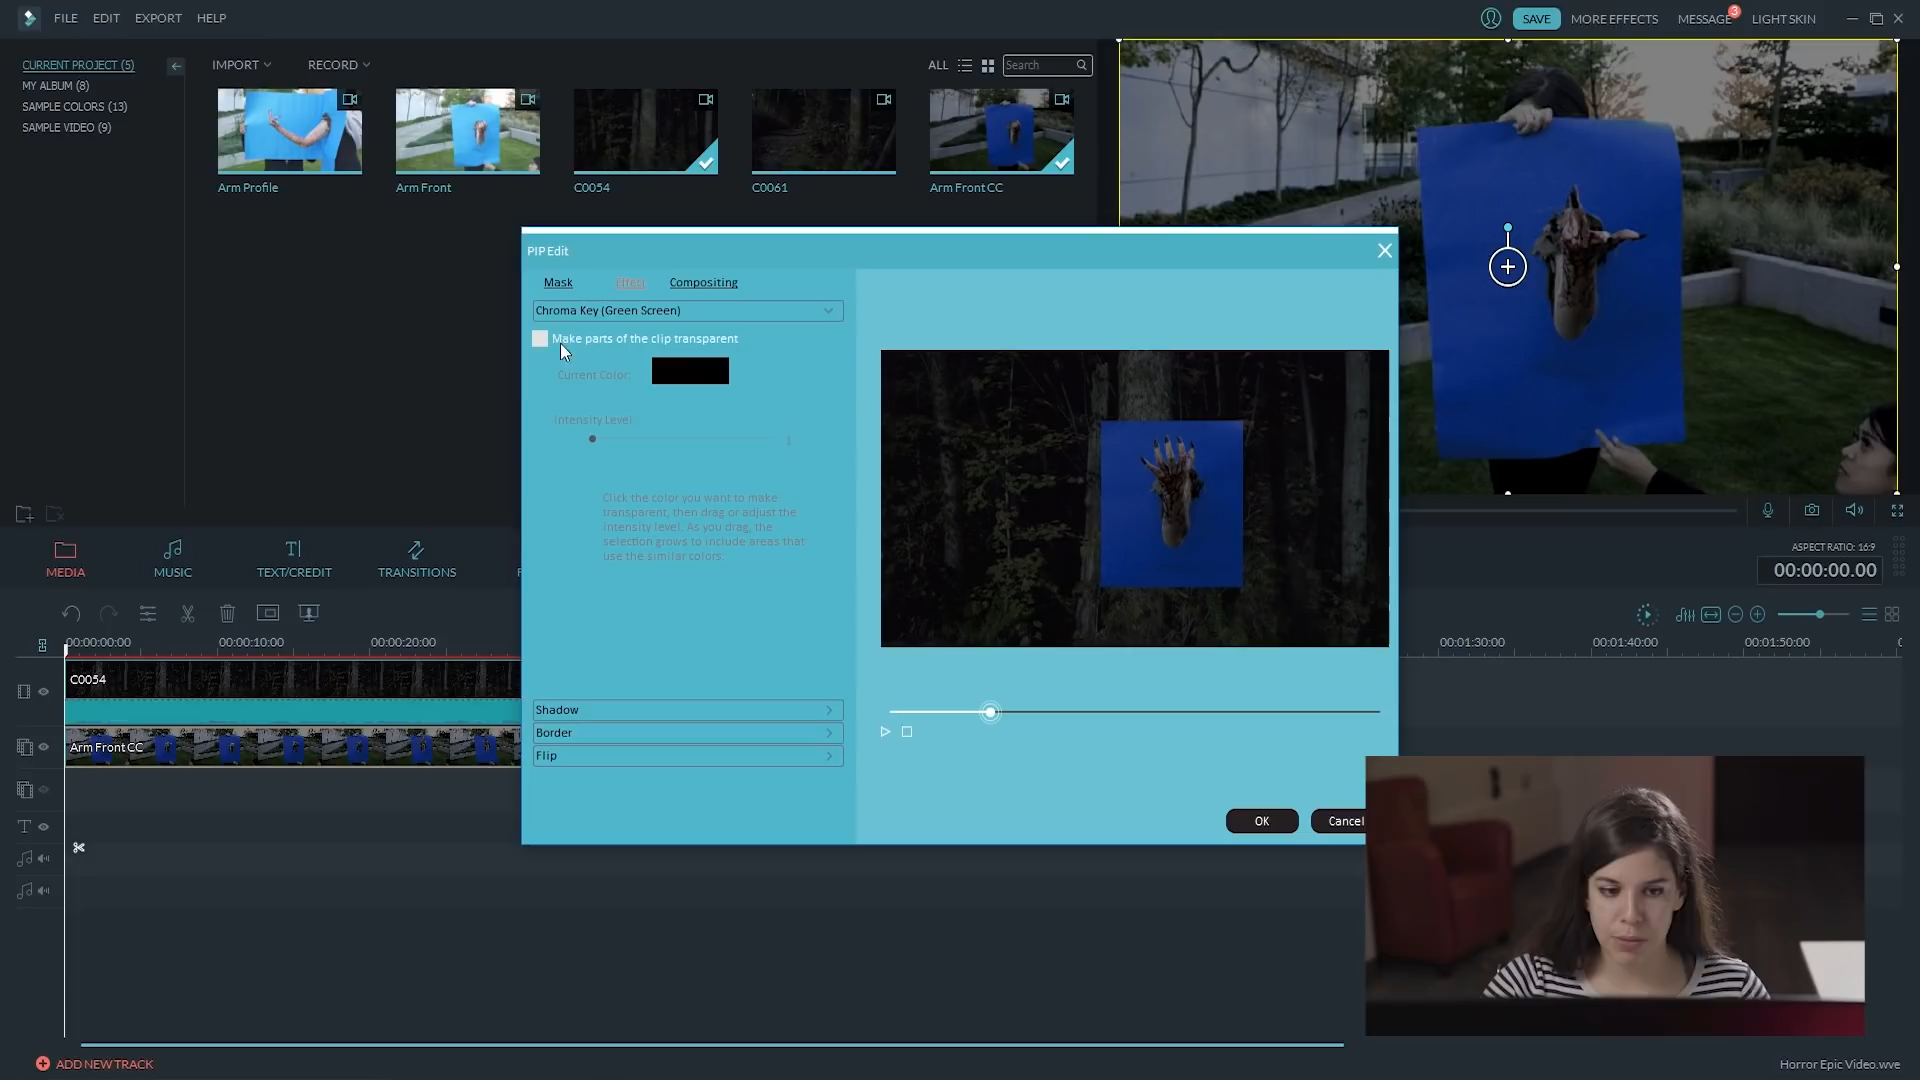 FILE EDIT EXPORT HELP
SAVE MORE EFFECTS MESSAGE 3 LIGHT SKIN
CURRENT PROJECT (5)
MY ALBUM (8)
SAMPLE COLORS (13)
SAMPLE VIDEO (9)
IMPORT RECORD ALL Search
Arm Profile Arm Front C0054 C0061 Arm Front CC
PIP Edit
Mask Effect Compositing
Chroma Key (Green Screen)
Make parts of the clip transparent
Current Color:
Intensity Level:
Click the color you want to make
transparent, then drag or adjust the
intensity level. As you drag, the
selection grows to include areas that
use the similar colors.
Shadow
Border
Flip
OK Cancel
ASPECT RATIO: 16:9
00:00:00.00
MEDIA MUSIC TEXT/CREDIT TRANSITIONS
00:00:00:00 00:00:10:00 00:00:20:00 00:01:30:00 00:01:40:00 00:01:50:00
C0054
Arm Front CC
ADD NEW TRACK
Horror Epic Video.wve